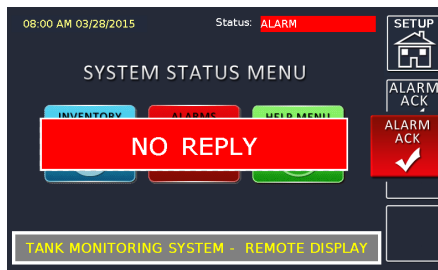 08:00 AM 03/28/2015
Status: ALARM
SETUP
SYSTEM STATUS MENU
ALARM
ACK
INVENTORY
ALARMS
HELP MENU
NO REPLY
ALARM
ACK
TANK MONITORING SYSTEM - REMOTE DISPLAY